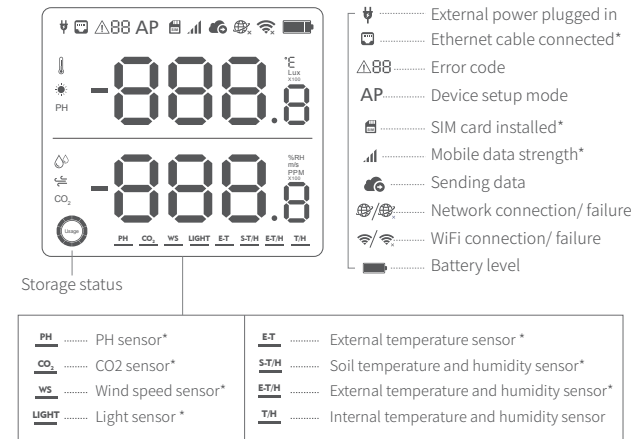 88 AP
External power plugged in
Ethernet cable connected*
88 Error code
AP Device setup mode
SIM card installed*
Mobile data strength*
Sending data
/ Network connection/ failure
/ WiFi connection/ failure
Battery level
-888.8
Lux
X100
PH
-888.8
%RH
m/s
PPM
X100
CO2
Usage
PH CO2 WS LIGHT E-T S-T/H E-T/H T/H
Storage status
PH PH sensor*
CO2 CO2 sensor*
WS Wind speed sensor*
LIGHT Light sensor *
E-T External temperature sensor *
S-T/H Soil temperature and humidity sensor*
E-T/H External temperature and humidity sensor*
T/H Internal temperature and humidity sensor